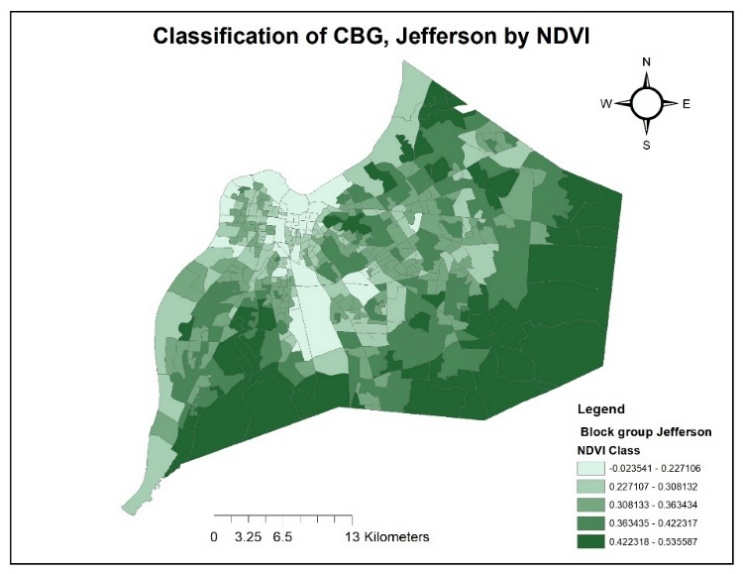 Classification of CBG, Jefferson by NDVI
N
W E
S
Legend
Block group Jefferson
NDVI Class
-0.023541 - 0.227106
0.227107 - 0.308132
0.308133 - 0.363434
0.363435 - 0.422317
0.422318 - 0.535587
0 3.25 6.5 13 Kilometers